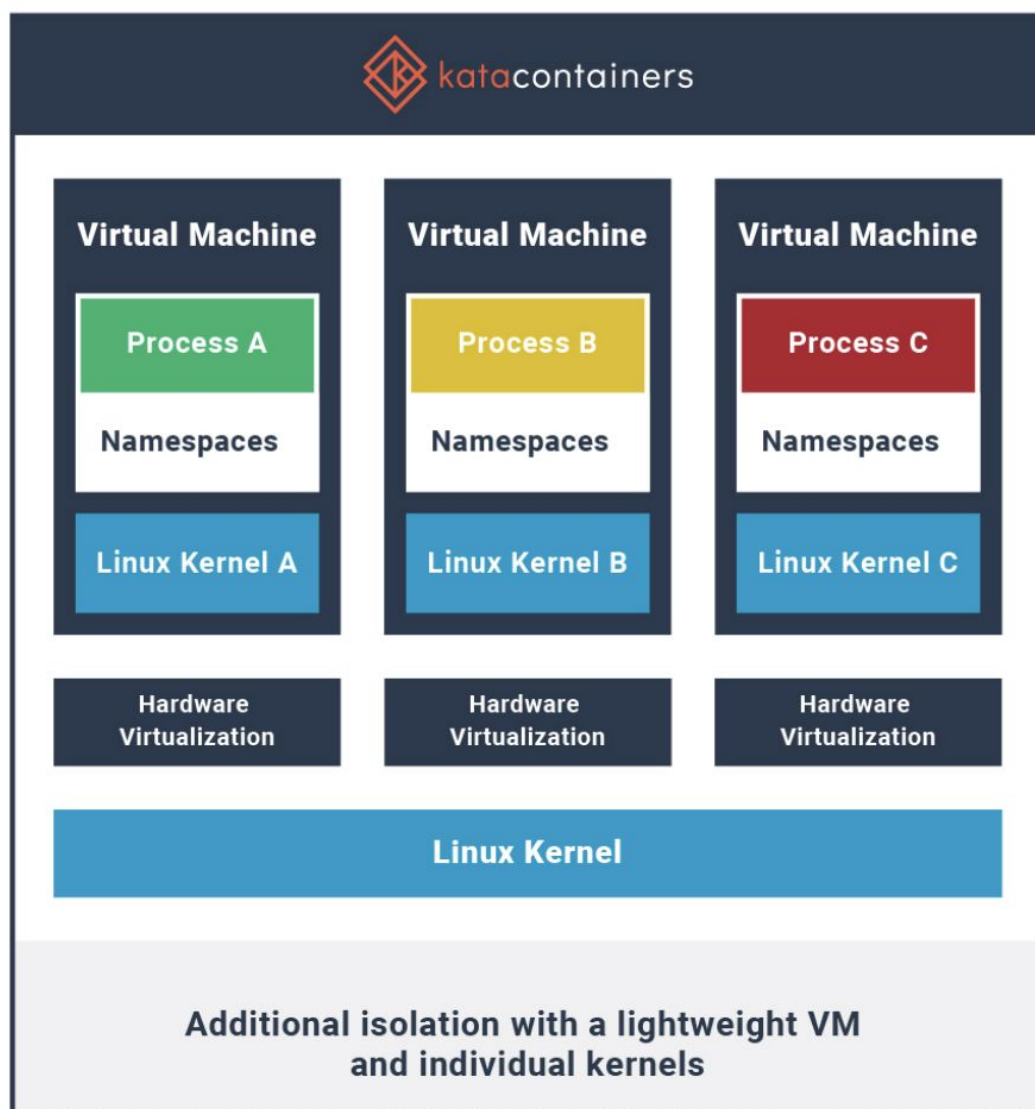 katacontainers
Virtual Machine
Process A
Namespaces
Linux Kernel A
Virtual Machine
Process B
Namespaces
Linux Kernel B
Virtual Machine
Process C
Namespaces
Linux Kernel C
Hardware
Virtualization
Hardware
Virtualization
Hardware
Virtualization
Linux Kernel
Additional isolation with a lightweight VM
and individual kernels